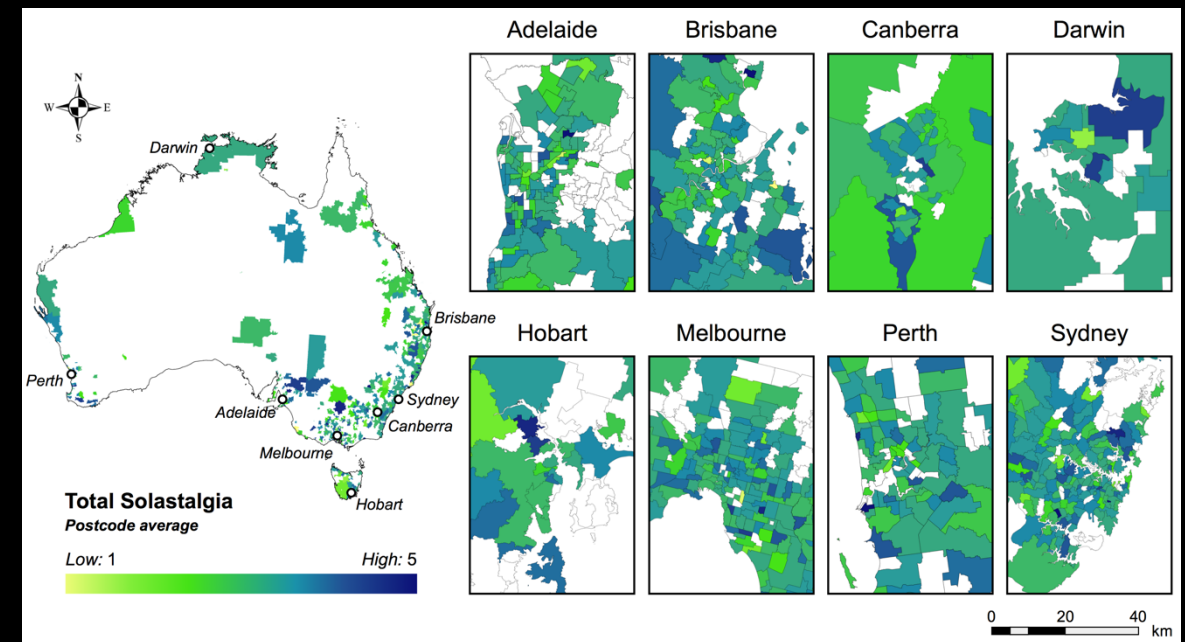 Adelaide
Brisbane
Canberra
Darwin
N
W
E
S
Darwin
Brisbane
Perth
Adelaide
Sydney
Canberra
Melbourne
Hobart
Total Solastalgia
Postcode average
Low: 1
High: 5
Hobart
Melbourne
Perth
Sydney
0 20 40
km